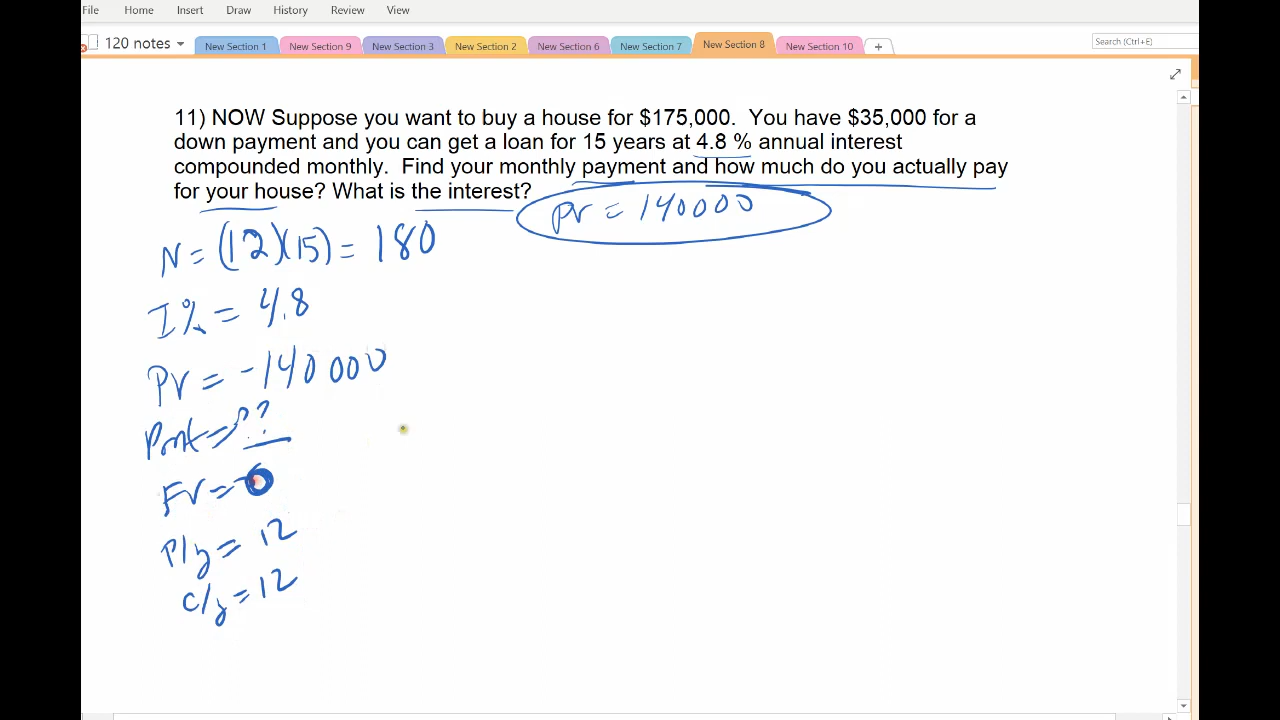 File Home Insert Draw History Review View
120 notes New Section 1 New Section 9 New Section 3 New Section 2 New Section 6 New Section 7 New Section 8 New Section 10 + Search (Ctrl+E)
11) NOW Suppose you want to buy a house for $175,000. You have $35,000 for a
down payment and you can get a loan for 15 years at 4.8 % annual interest
compounded monthly. Find your monthly payment and how much do you actually pay
for your house? What is the interest?
PV = 140000
N = (12)(15) = 180
I% = 4.8
PV = -140 000
Pmt = ??
FV = 0
P/y = 12
C/y = 12